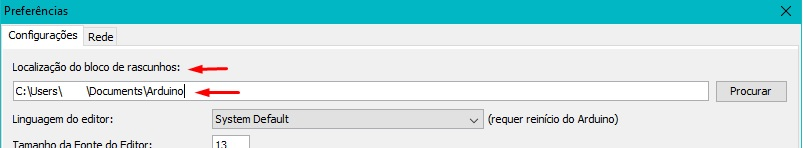 Preferências
Configurações Rede
Localização do bloco de rascunhos:
C:\Users\ \Documents\Arduino Procurar
Linguagem do editor: System Default (requer reinício do Arduino)
Tamanho da Fonte do Editor: 13